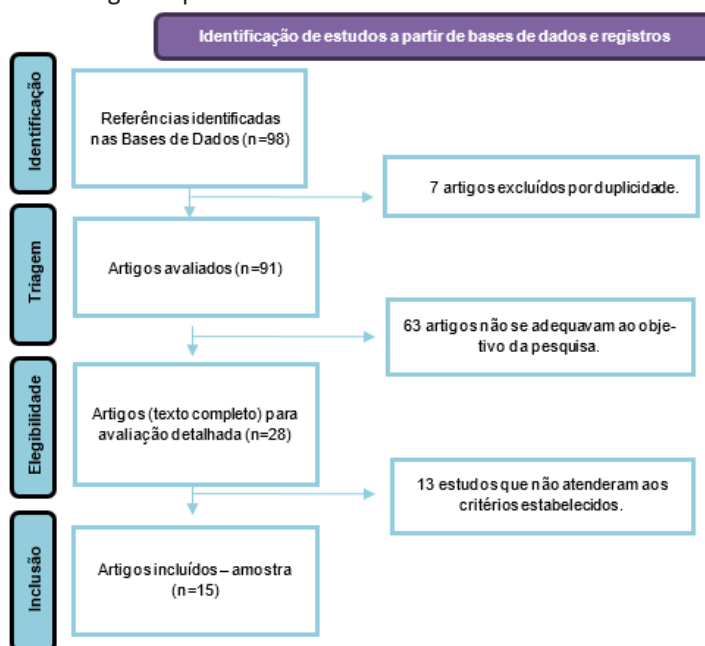 Identificação de estudos a partir de bases de dados e registros
Identificação
Referências identificadas
nas Bases de Dados (n=98)
7 artigos excluídos por duplicidade.
Triagem
Artigos avaliados (n=91)
63 artigos não se adequavam ao obje-
tivo da pesquisa.
Elegibilidade
Artigos (texto completo) para
avaliação detalhada (n=28)
13 estudos que não atenderam aos
critérios estabelecidos.
Inclusão
Artigos incluídos – amostra
(n=15)